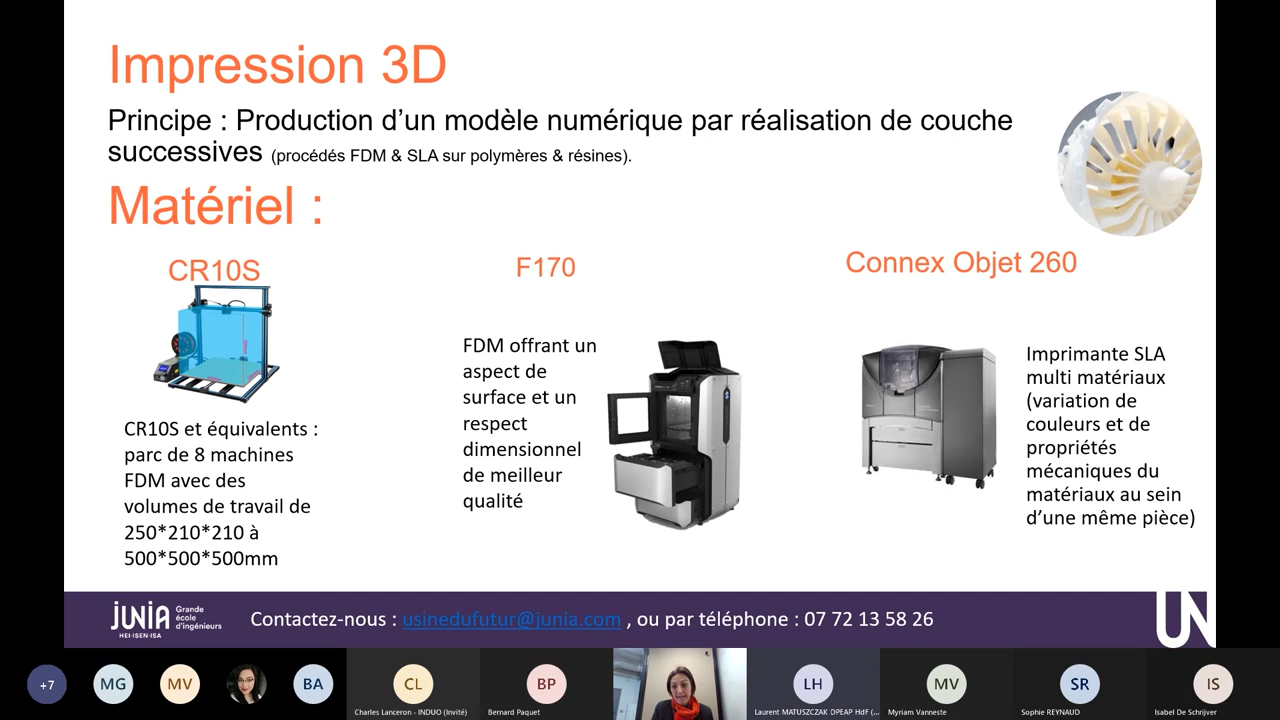 Impression 3D
Principe : Production d’un modèle numérique par réalisation de couche
successives (procédés FDM & SLA sur polymères & résines).
Matériel :
CR10S
CR10S et équivalents :
parc de 8 machines
FDM avec des
volumes de travail de
250*210*210 à
500*500*500mm
F170
FDM offrant un
aspect de
surface et un
respect
dimensionnel
de meilleur
qualité
Connex Objet 260
Imprimante SLA
multi matériaux
(variation de
couleurs et de
propriétés
mécaniques du
matériaux au sein
d’une même pièce)
JUNIA
Grande
école
d'ingénieurs
HEI·ISEN·ISA
Contactez-nous : usinedufutur@junia.com , ou par téléphone : 07 72 13 58 26
UN
+7
MG
MV
BA
CL
Charles Lanceron - INDUO (Invité)
BP
Bernard Paquet
LH
Laurent MATUSZCZAK DPEAP HdF (...
MV
Myriam Vanneste
SR
Sophie REYNAUD
IS
Isabel De Schrijver